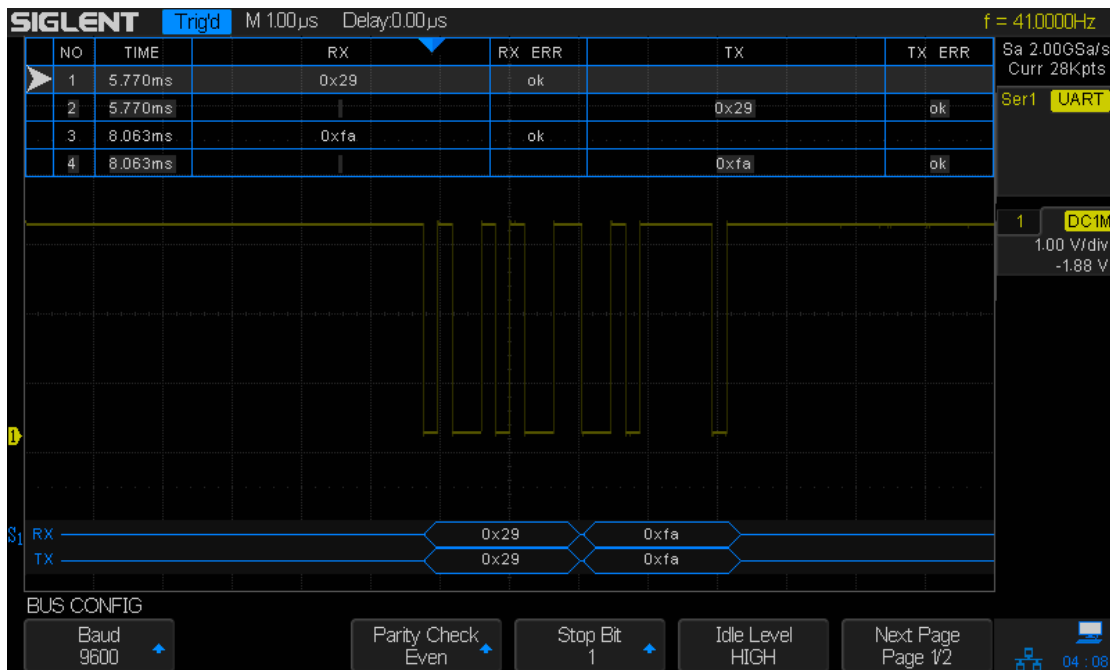 SIGLENT Trig'd M 1.00µs Delay:0.00µs f = 41.0000Hz
NO TIME RX RX ERR TX TX ERR
Sa 2.00GSa/s
Curr 28Kpts
1 5.770ms 0x29 ok
2 5.770ms 0x29 ok
3 8.063ms 0xfa ok
4 8.063ms 0xfa ok
Ser1 UART
1 DC1M
1.00 V/div
-1.88 V
1
S1 RX 0x29 0xfa
TX 0x29 0xfa
BUS CONFIG
Baud
9600
Parity Check
Even
Stop Bit
1
Idle Level
HIGH
Next Page
Page 1/2
04:08